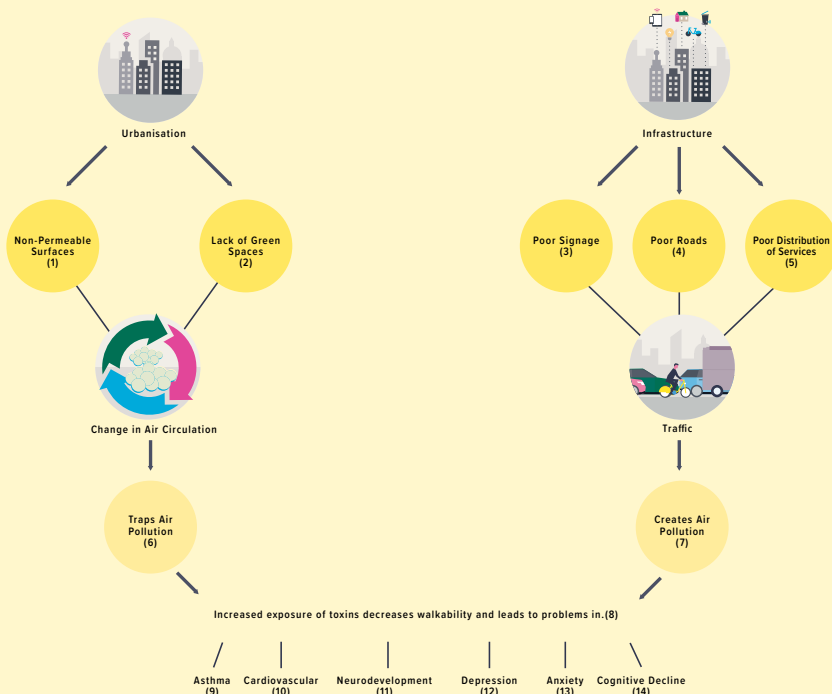 Urbanisation
Infrastructure
Non-Permeable
Surfaces
(1)
Lack of Green
Spaces
(2)
Poor Signage
(3)
Poor Roads
(4)
Poor Distribution
of Services
(5)
Change in Air Circulation
Traffic
Traps Air
Pollution
(6)
Creates Air
Pollution
(7)
Increased exposure of toxins decreases walkability and leads to problems in.(8)
Asthma
(9)
Cardiovascular
(10)
Neurodevelopment
(11)
Depression
(12)
Anxiety
(13)
Cognitive Decline
(14)